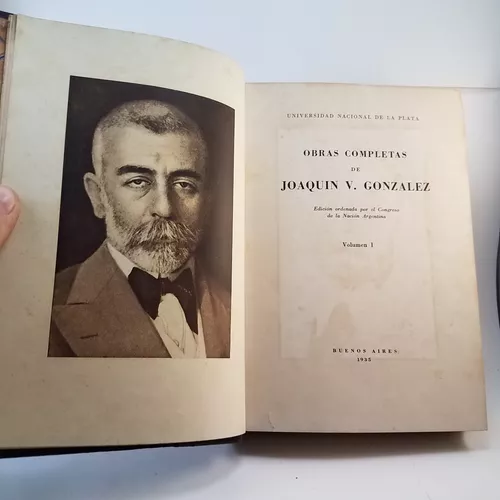 UNIVERSIDAD NACIONAL DE LA PLATA
OBRAS COMPLETAS
DE
JOAQUIN V. GONZALEZ
Edición ordenada por el Congreso
de la Nación Argentina
Volumen I
BUENOS AIRES
1935